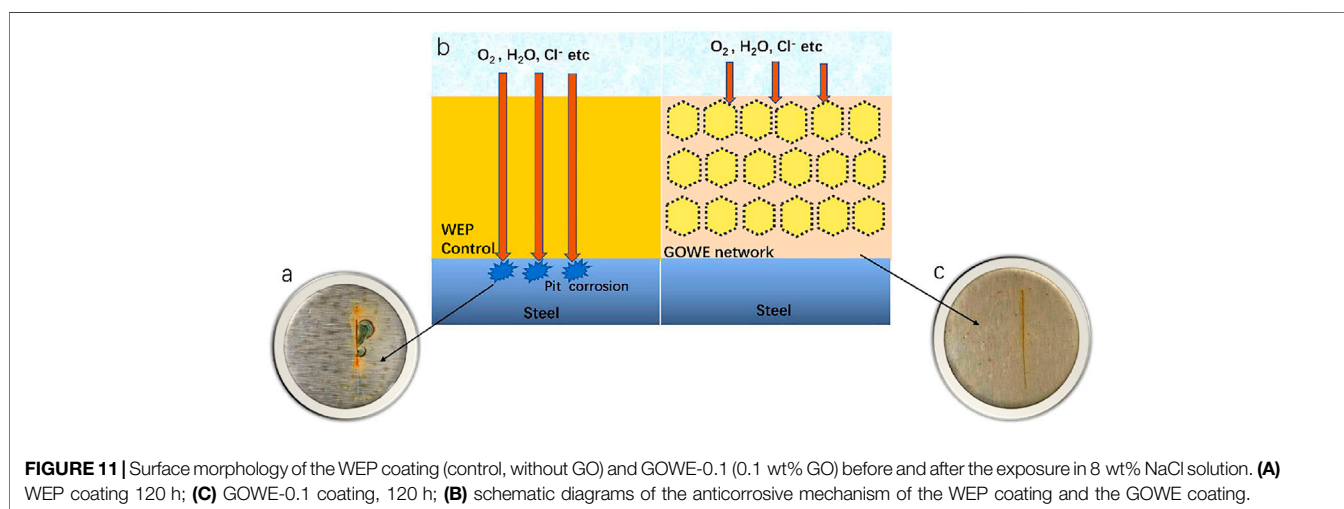 b
O₂ , H₂O, Cl⁻ etc
O₂ , H₂O, Cl⁻ etc
WEP
Control
GOWE network
a
c
Pit corrosion
Steel
Steel
FIGURE 11 | Surface morphology of the WEP coating (control, without GO) and GOWE-0.1 (0.1 wt% GO) before and after the exposure in 8 wt% NaCl solution. (A)
WEP coating 120 h; (C) GOWE-0.1 coating, 120 h; (B) schematic diagrams of the anticorrosive mechanism of the WEP coating and the GOWE coating.